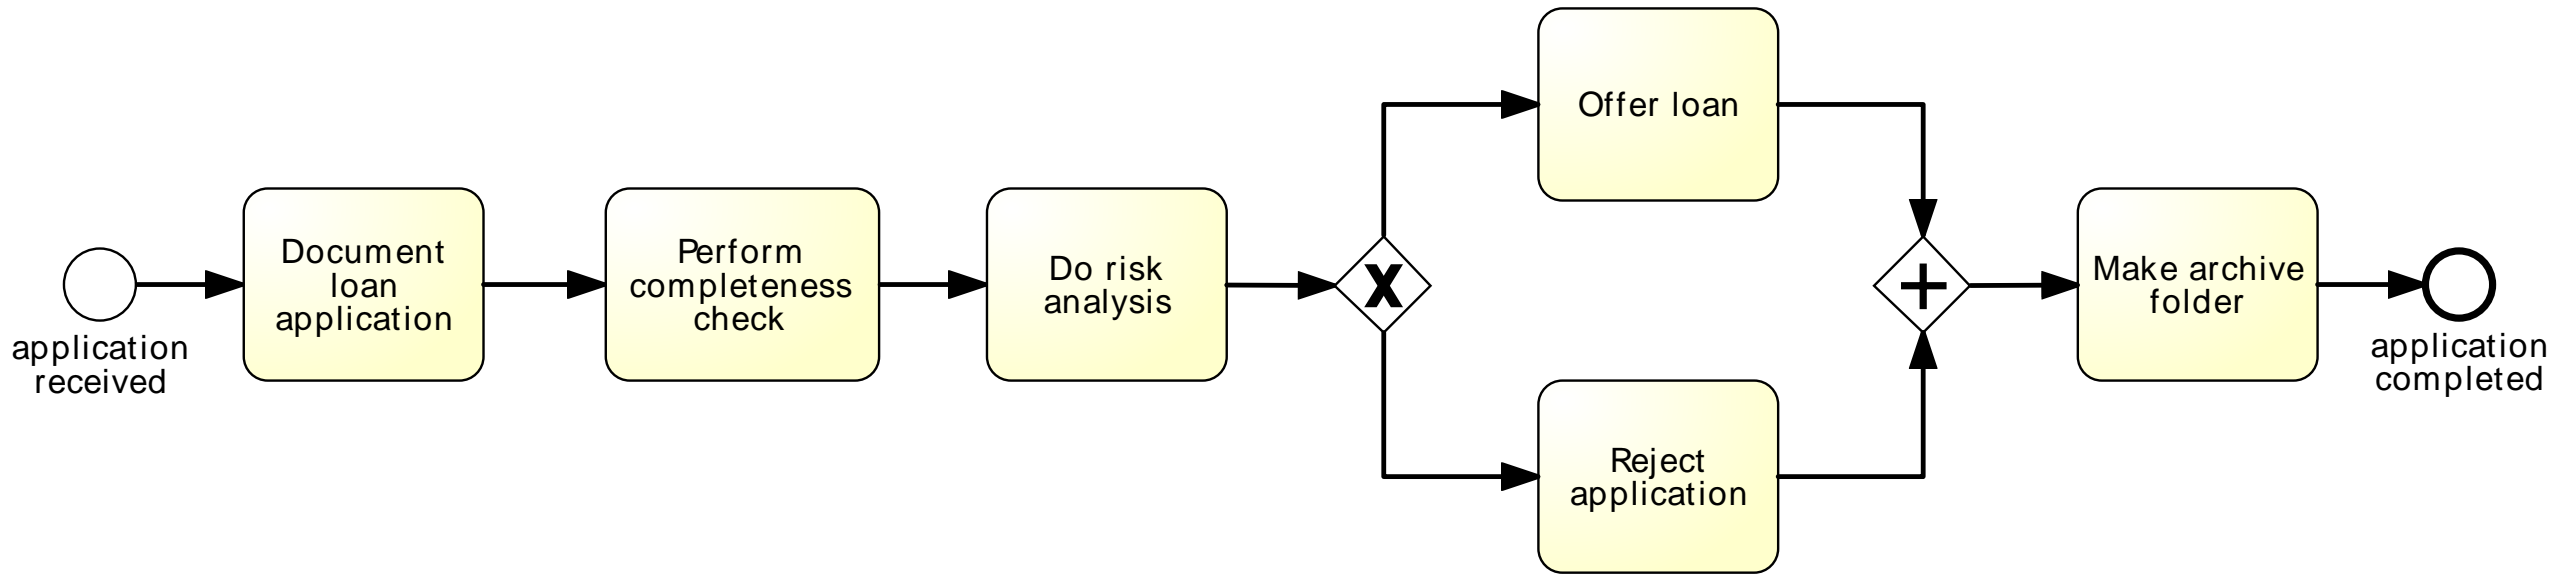 application
received
Document
loan
application
Perform
completeness
check
Do risk
analysis
X
Offer loan
Reject
application
+
Make archive
folder
application
completed